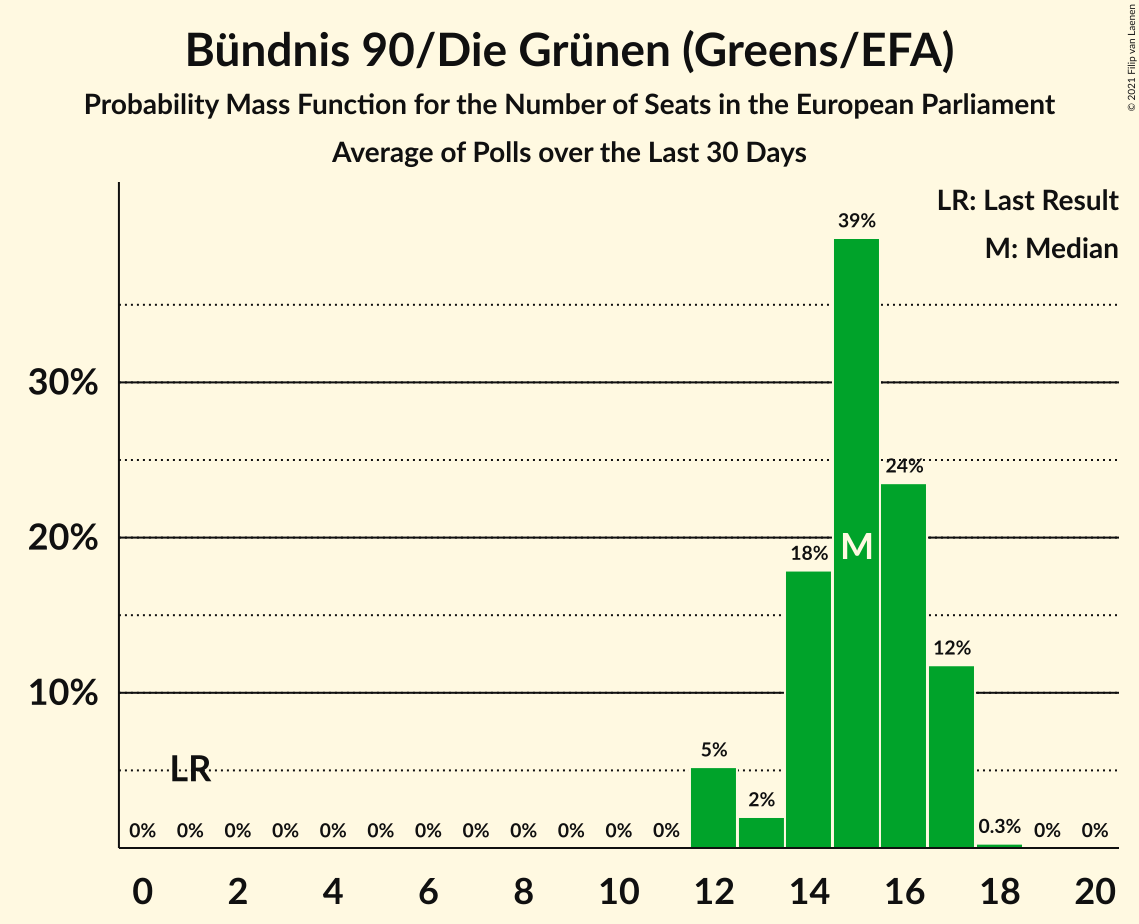 Bündnis 90/Die Grünen (Greens/EFA)
Probability Mass Function for the Number of Seats in the European Parliament
Average of Polls over the Last 30 Days
© 2021 Filip van Laenen
LR: Last Result
M: Median
39%
30%
24%
20%
18%
M
12%
10%
5%
LR
2%
0% 0% 0% 0% 0% 0% 0% 0% 0% 0% 0% 0% 0.3% 0% 0%
0 2 4 6 8 10 12 14 16 18 20